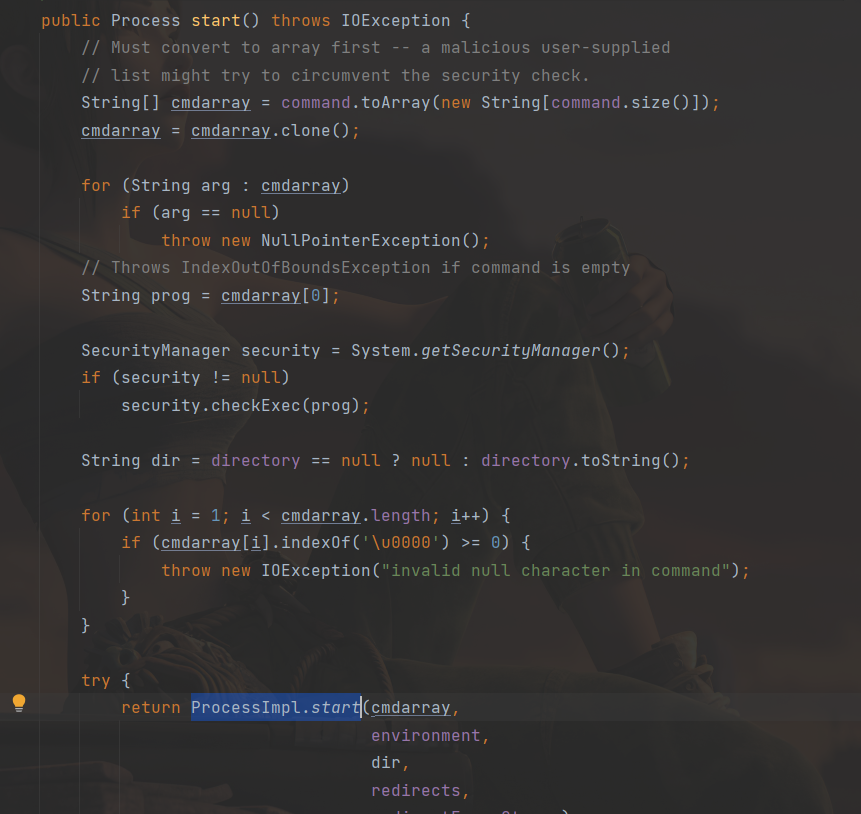 public Process start() throws IOException {
    // Must convert to array first -- a malicious user-supplied
    // list might try to circumvent the security check.
    String[] cmdarray = command.toArray(new String[command.size()]);
    cmdarray = cmdarray.clone();

    for (String arg : cmdarray)
        if (arg == null)
            throw new NullPointerException();
    // Throws IndexOutOfBoundsException if command is empty
    String prog = cmdarray[0];

    SecurityManager security = System.getSecurityManager();
    if (security != null)
        security.checkExec(prog);

    String dir = directory == null ? null : directory.toString();

    for (int i = 1; i < cmdarray.length; i++) {
        if (cmdarray[i].indexOf('\u0000') >= 0) {
            throw new IOException("invalid null character in command");
        }
    }

    try {
        return ProcessImpl.start(cmdarray,
                                 environment,
                                 dir,
                                 redirects,